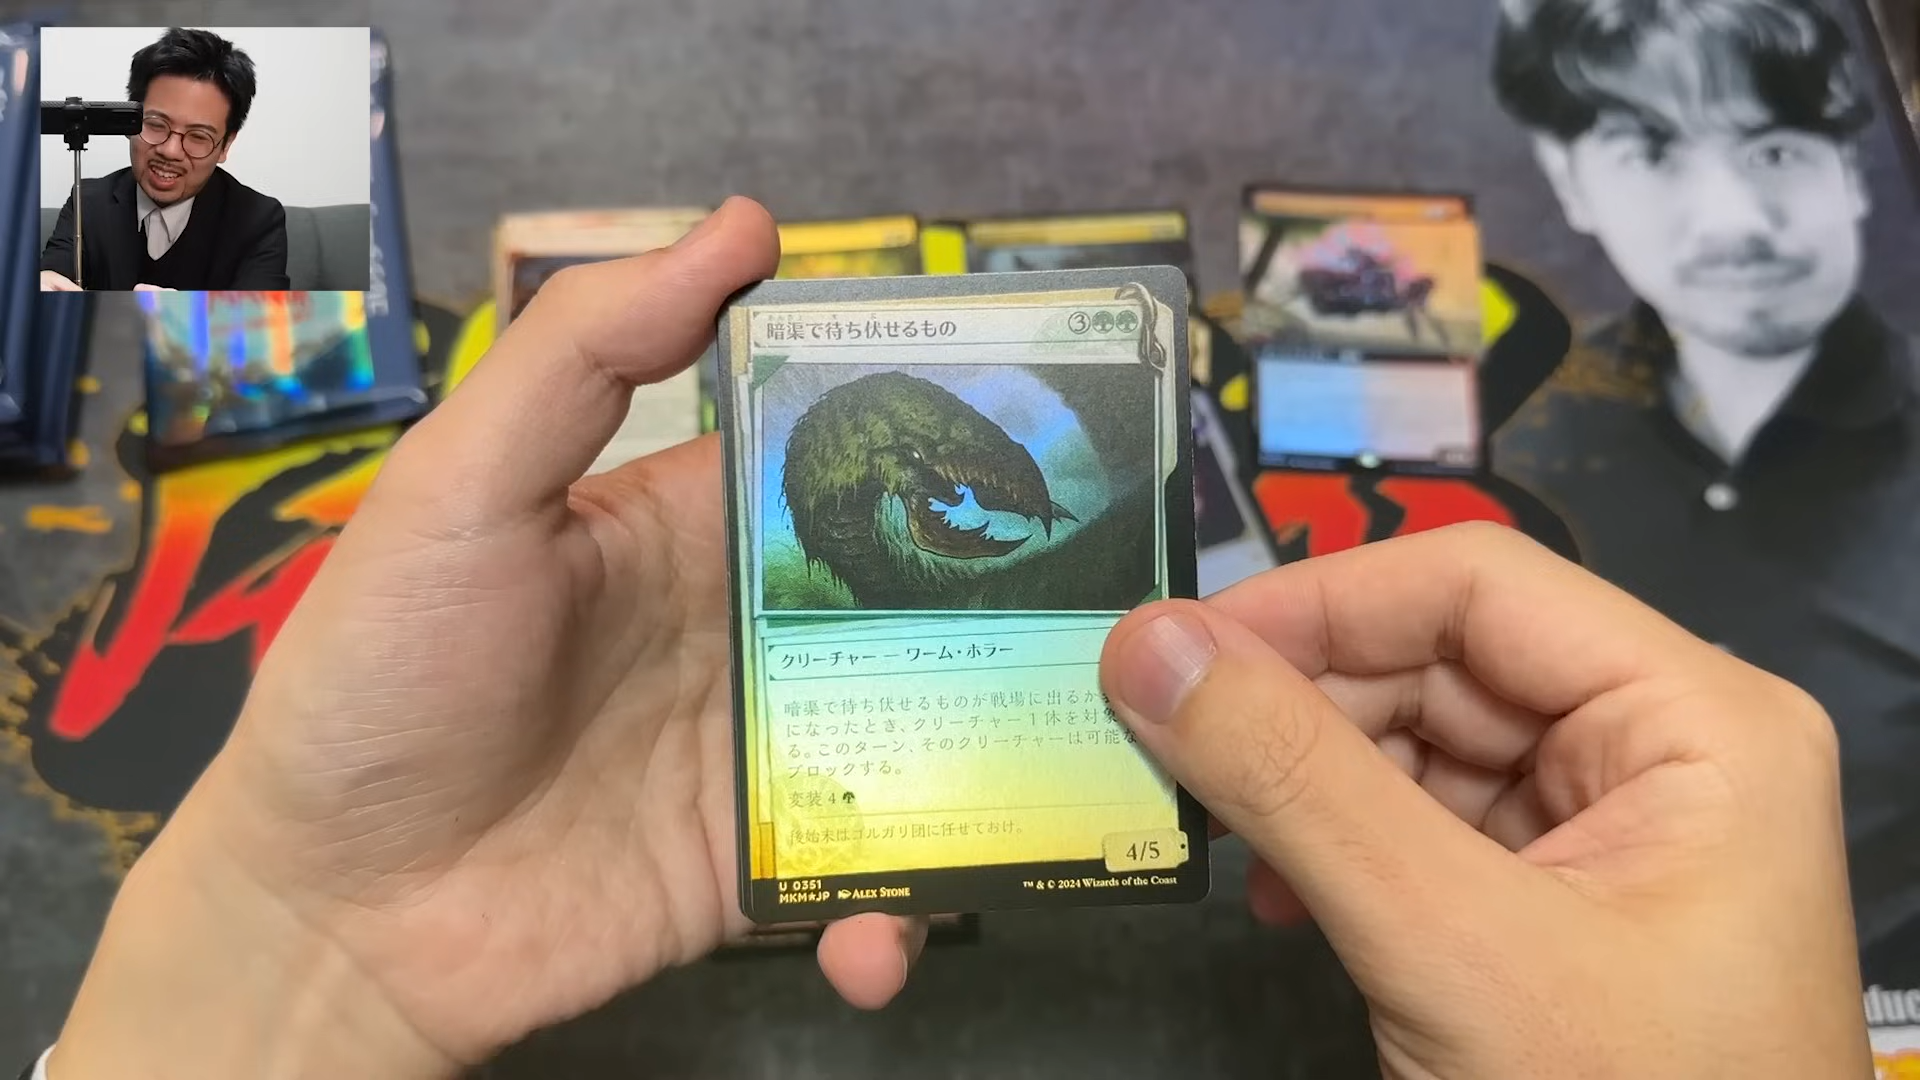 暗渠で待ち伏せるもの
3
クリーチャー — ワーム・ホラー
暗渠で待ち伏せるものが戦場に出るか
になったとき、クリーチャー1体を対象
る。このターン、そのクリーチャーは可能な
ブロックする。
変装4
後始末はゴルガリ団に任せておけ。
4/5
U 0351
MKM★JP ALEX STONE
™ & © 2024 Wizards of the Coast